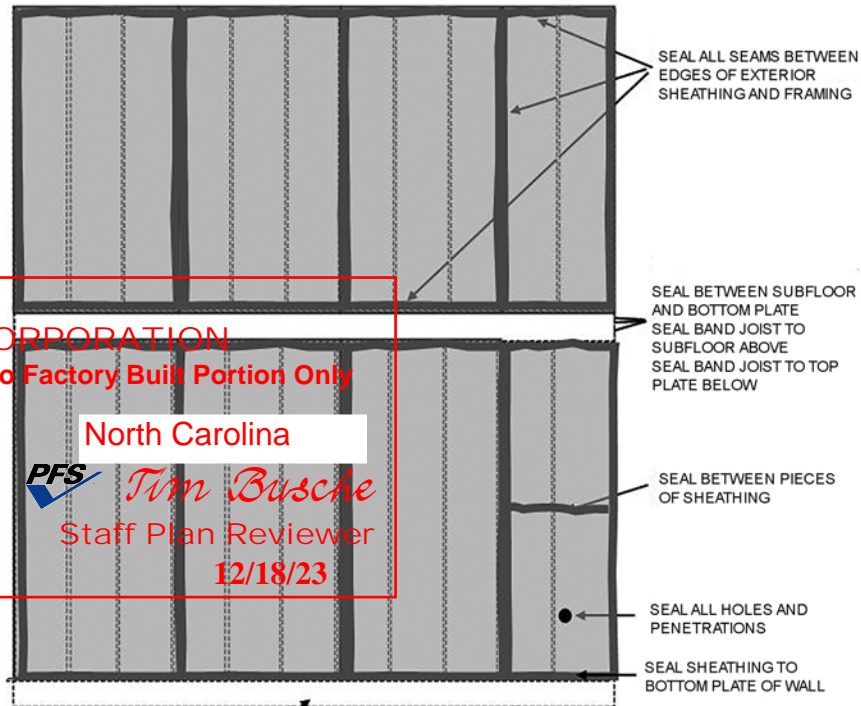 SEAL ALL SEAMS BETWEEN
EDGES OF EXTERIOR
SHEATHING AND FRAMING
SEAL BETWEEN SUBFLOOR
AND BOTTOM PLATE
SEAL BAND JOIST TO
SUBFLOOR ABOVE
SEAL BAND JOIST TO TOP
PLATE BELOW
ORPORATION
o Factory Built Portion Only
North Carolina
PFS
Tim Busche
Staff Plan Reviewer
12/18/23
SEAL BETWEEN PIECES
OF SHEATHING
SEAL ALL HOLES AND
PENETRATIONS
SEAL SHEATHING TO
BOTTOM PLATE OF WALL